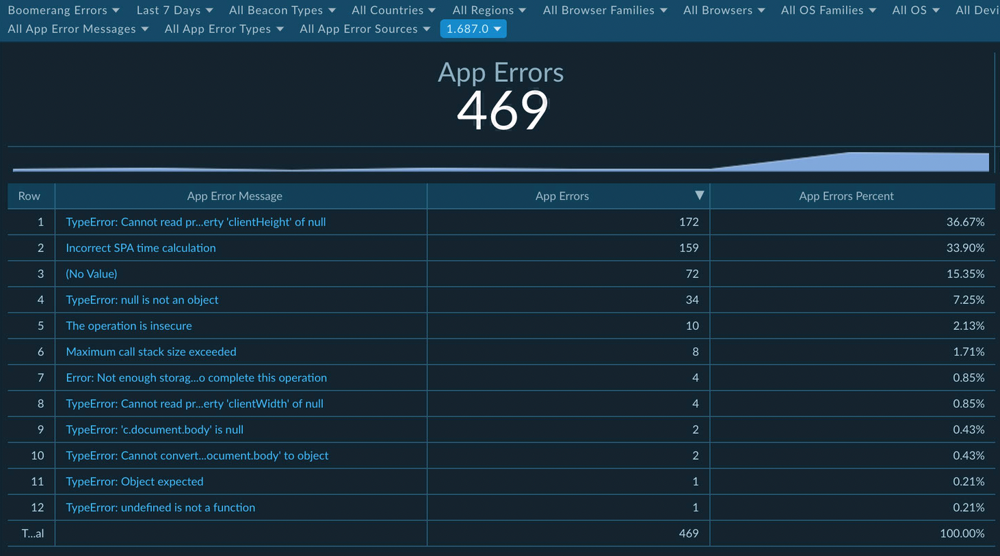 Boomerang Errors Last 7 Days All Beacon Types All Countries All Regions All Browser Families All Browsers All OS Families All OS All Devi
All App Error Messages All App Error Types All App Error Sources 1.687.0
App Errors
469
Row App Error Message App Errors App Errors Percent
1 TypeError: Cannot read pr...erty 'clientHeight' of null 172 36.67%
2 Incorrect SPA time calculation 159 33.90%
3 (No Value) 72 15.35%
4 TypeError: null is not an object 34 7.25%
5 The operation is insecure 10 2.13%
6 Maximum call stack size exceeded 8 1.71%
7 Error: Not enough storag...o complete this operation 4 0.85%
8 TypeError: Cannot read pr...erty 'clientWidth' of null 4 0.85%
9 TypeError: 'c.document.body' is null 2 0.43%
10 TypeError: Cannot convert...ocument.body' to object 2 0.43%
11 TypeError: Object expected 1 0.21%
12 TypeError: undefined is not a function 1 0.21%
T...al 469 100.00%